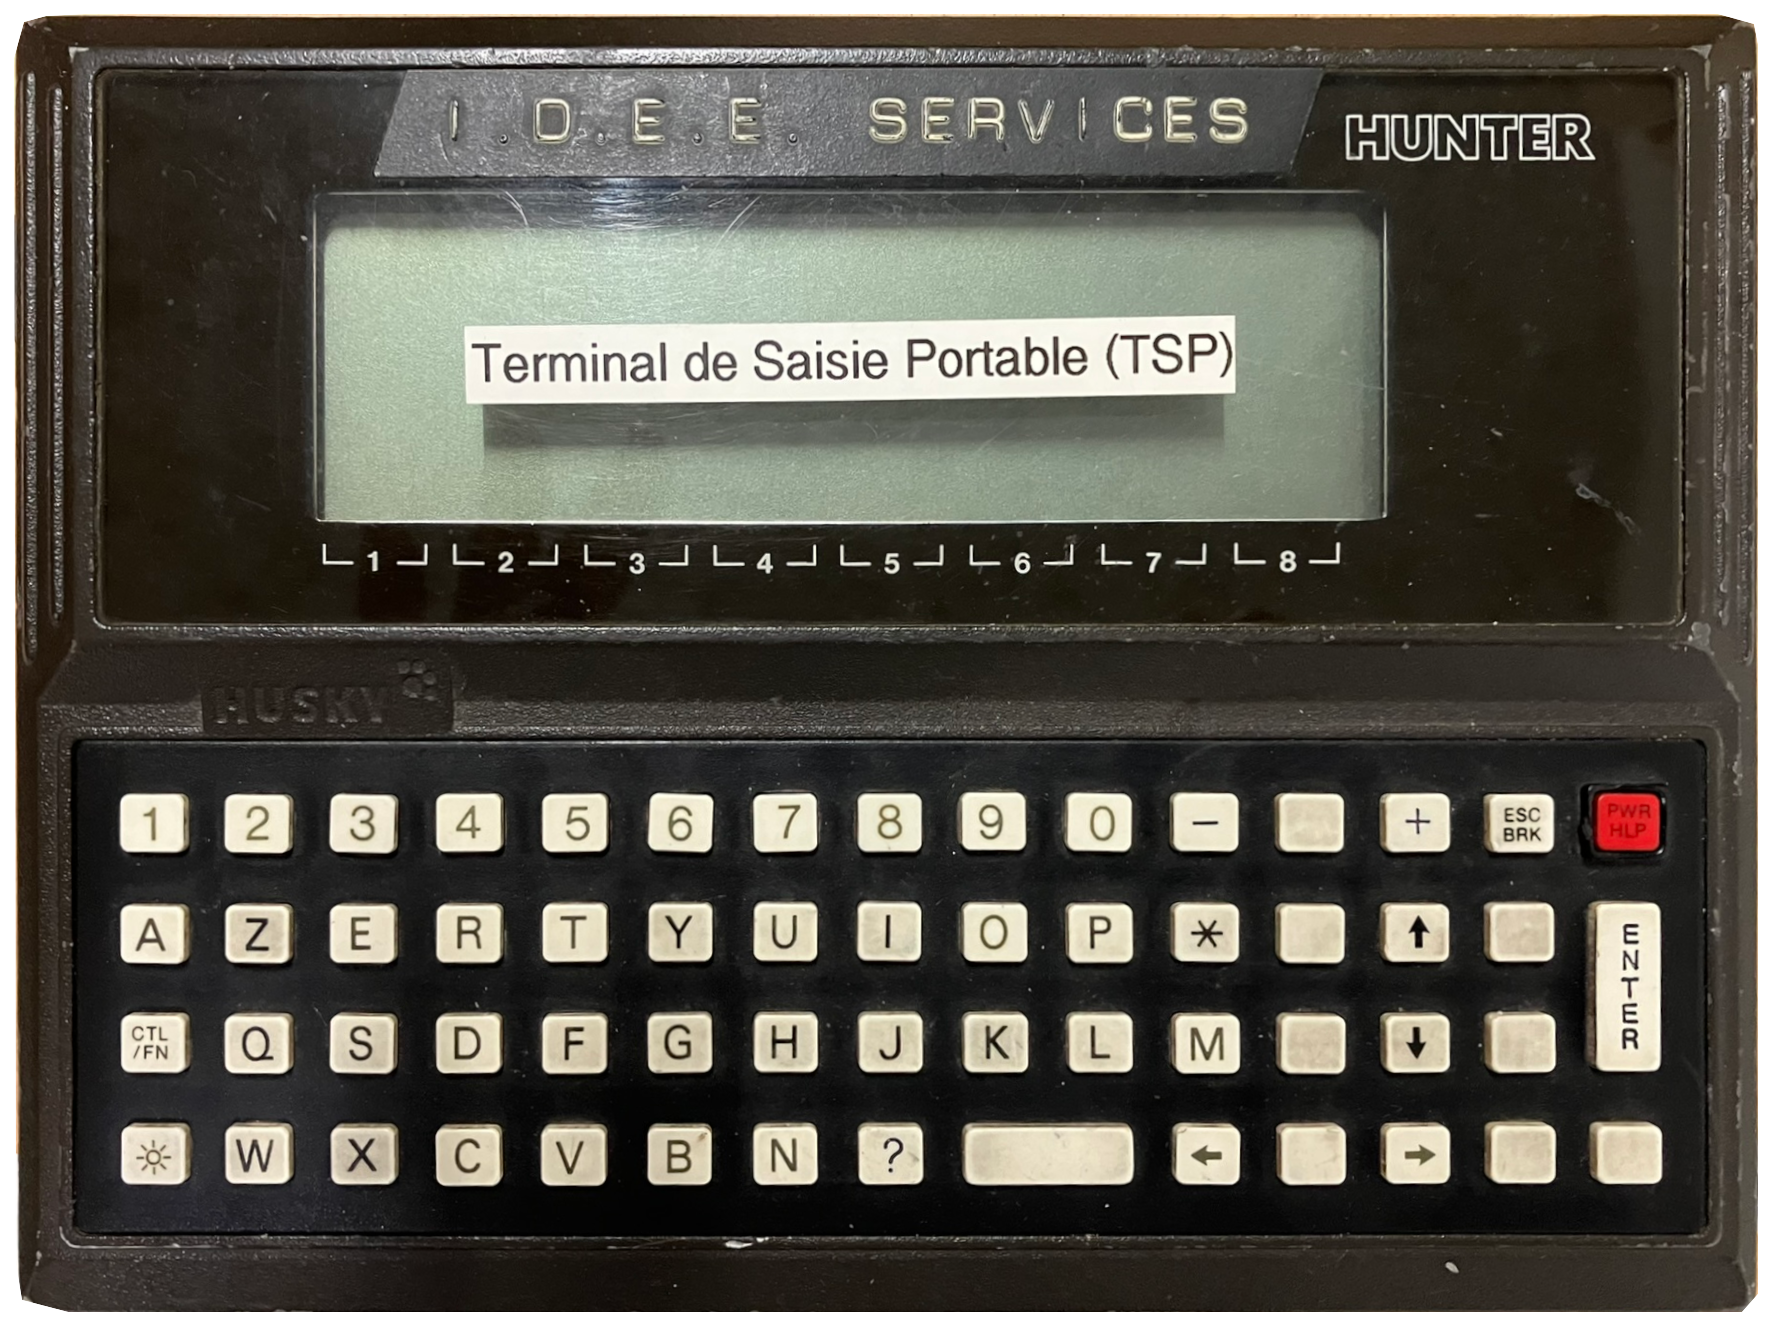 I.D.E.E. SERVICES
HUNTER
Terminal de Saisie Portable (TSP)
1 2 3 4 5 6 7 8
HUSKY
1 2 3 4 5 6 7 8 9 0 - + ESC BRK PWR HLP
A Z E R T Y U I O P * ↑ ENTER
CTL /FN Q S D F G H J K L M ↓
☼ W X C V B N ? ← →